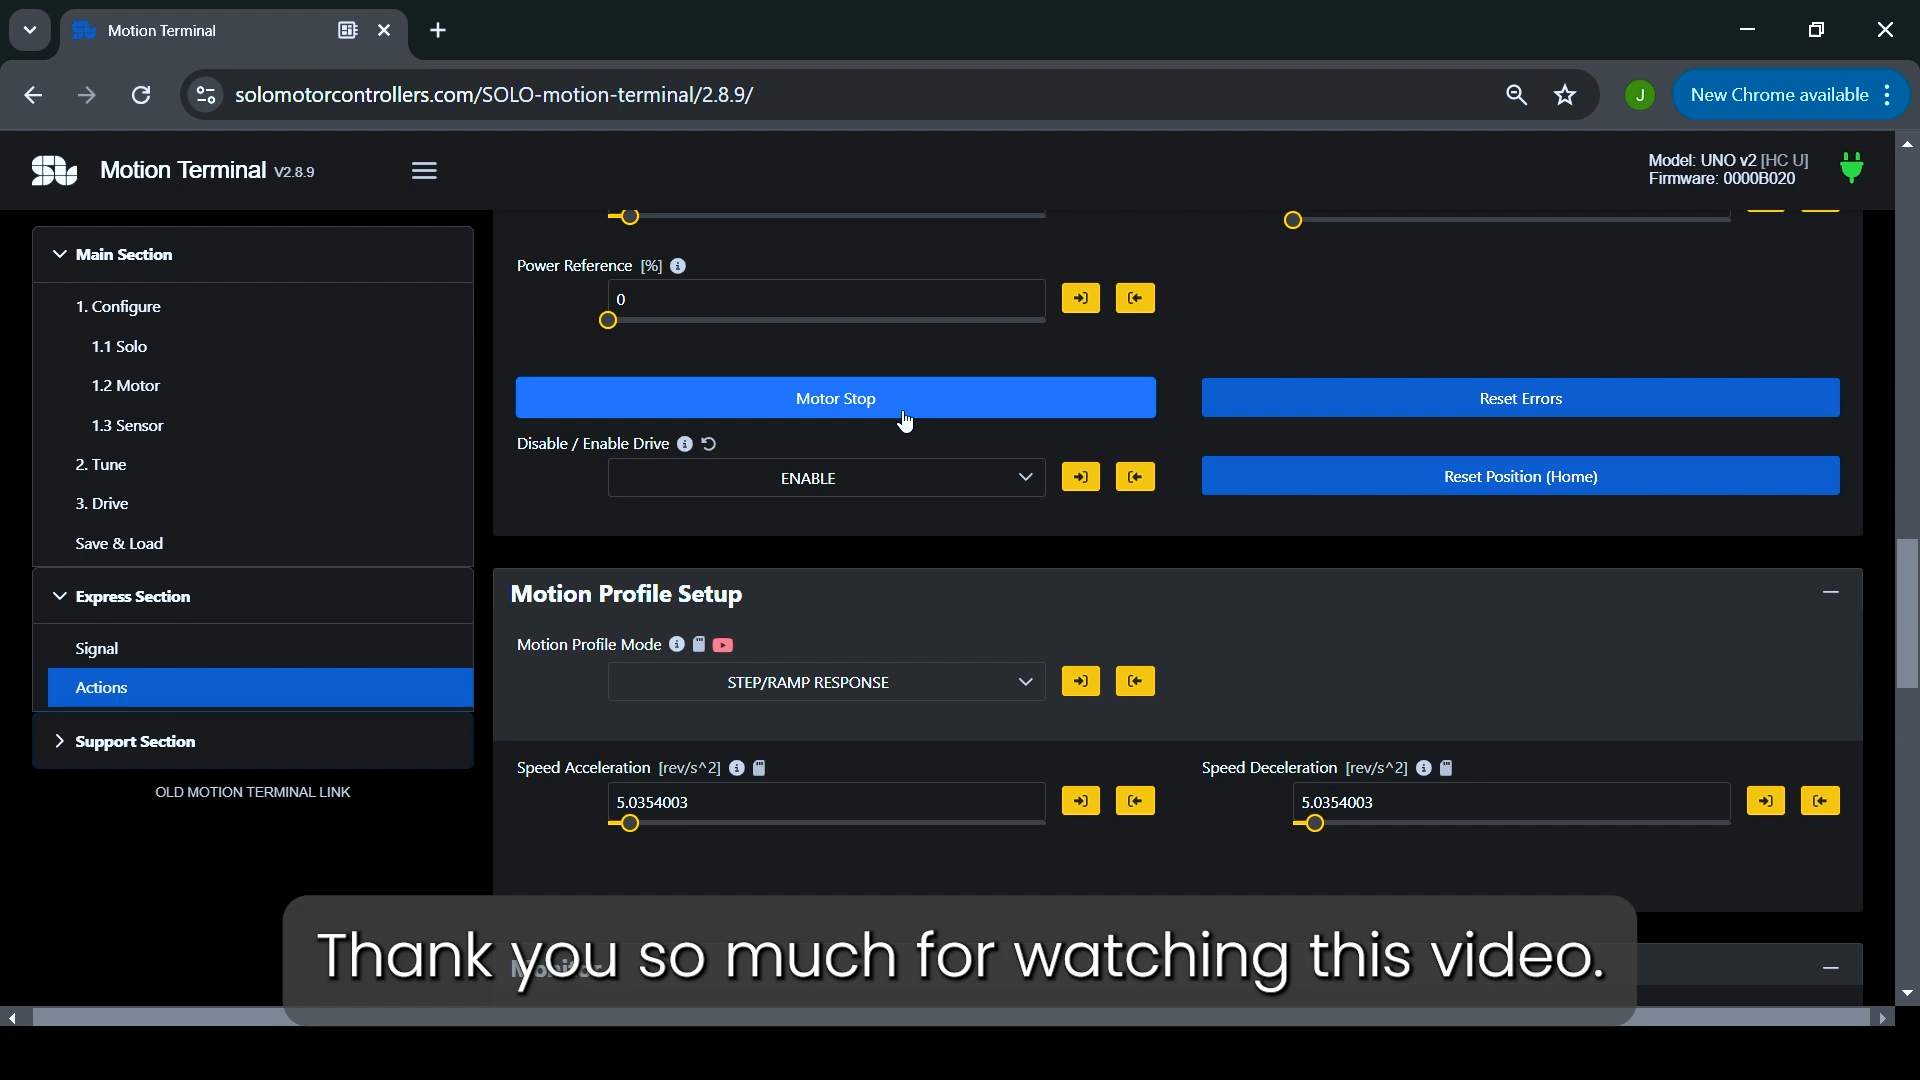 Motion Terminal
solomotorcontrollers.com/SOLO-motion-terminal/2.8.9/
J
New Chrome available
Motion Terminal V2.8.9
Model: UNO v2 [HC U]
Firmware: 0000B020
Main Section
1. Configure
1.1 Solo
1.2 Motor
1.3 Sensor
2. Tune
3. Drive
Save & Load
Express Section
Signal
Actions
Support Section
OLD MOTION TERMINAL LINK
Power Reference [%]
0
Motor Stop
Reset Errors
Disable / Enable Drive
ENABLE
Reset Position (Home)
Motion Profile Setup
Motion Profile Mode
STEP/RAMP RESPONSE
Speed Acceleration [rev/s^2]
5.0354003
Speed Deceleration [rev/s^2]
5.0354003
Monitor
Thank you so much for watching this video.